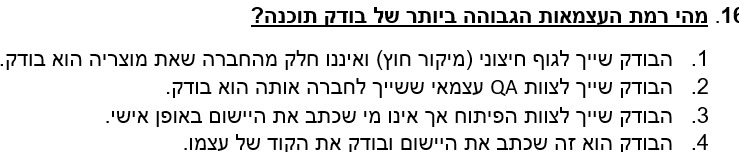 16. מהי רמת העצמאות הגבוהה ביותר של בודק תוכנה?
1. הבודק שייך לגוף חיצוני (מיקור חוץ) ואיננו חלק מהחברה שאת מוצריה הוא בודק.
2. הבודק שייך לצוות QA עצמאי ששייך לחברה אותה הוא בודק.
3. הבודק שייך לצוות הפיתוח אך אינו מי שכתב את היישום באופן אישי.
4. הבודק הוא זה שכתב את היישום ובודק את הקוד של עצמו.